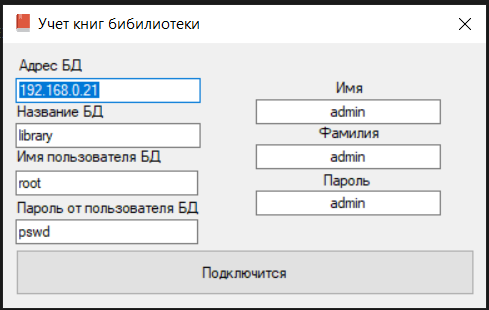 Учет книг бибилиотеки
Адрес БД
192.168.0.21
Название БД
library
Имя пользователя БД
root
Пароль от пользователя БД
pswd
Имя
admin
Фамилия
admin
Пароль
admin
Подключится